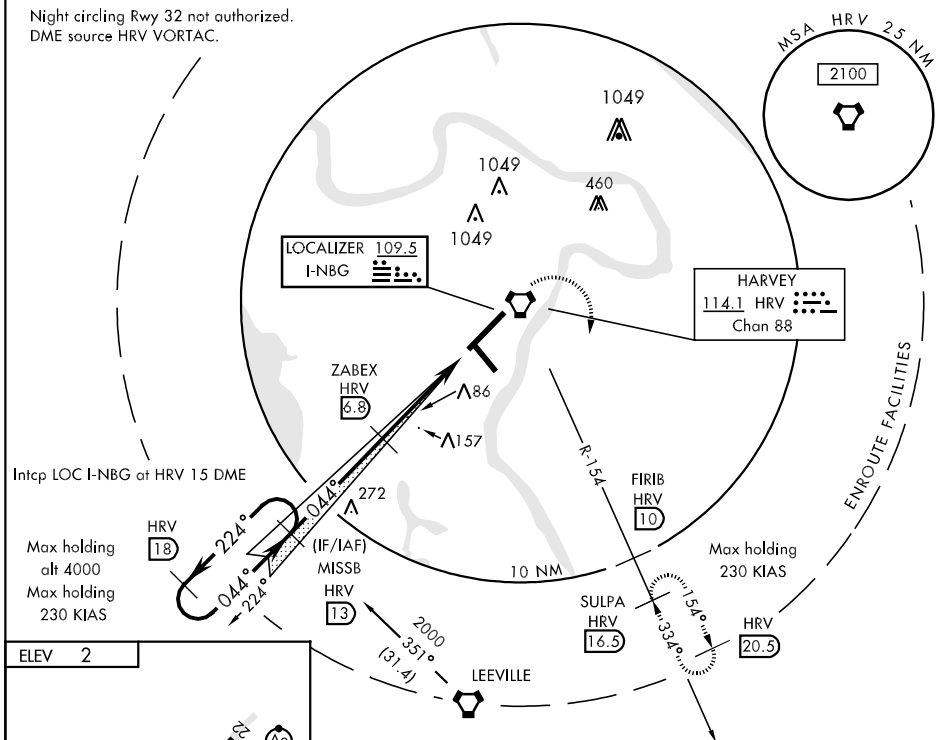 Night circling Rwy 32 not authorized.
DME source HRV VORTAC.
MSA HRV 25 NM
2100
1049
1049
460
1049
LOCALIZER 109.5
I-NBG
HARVEY
114.1 HRV
Chan 88
ZABEX
HRV
6.8
86
157
ENROUTE FACILITIES
R-154
Intcp LOC I-NBG at HRV 15 DME
272
044°
224°
FIRIB
HRV
10
HRV
18
(IF/IAF)
MISSB
HRV
13
10 NM
Max holding
alt 4000
Max holding
230 KIAS
044°
224°
Max holding
230 KIAS
SULPA
HRV
16.5
154°
334°
HRV
20.5
2000
351°
(31.4)
LEEVILLE
ELEV 2
22